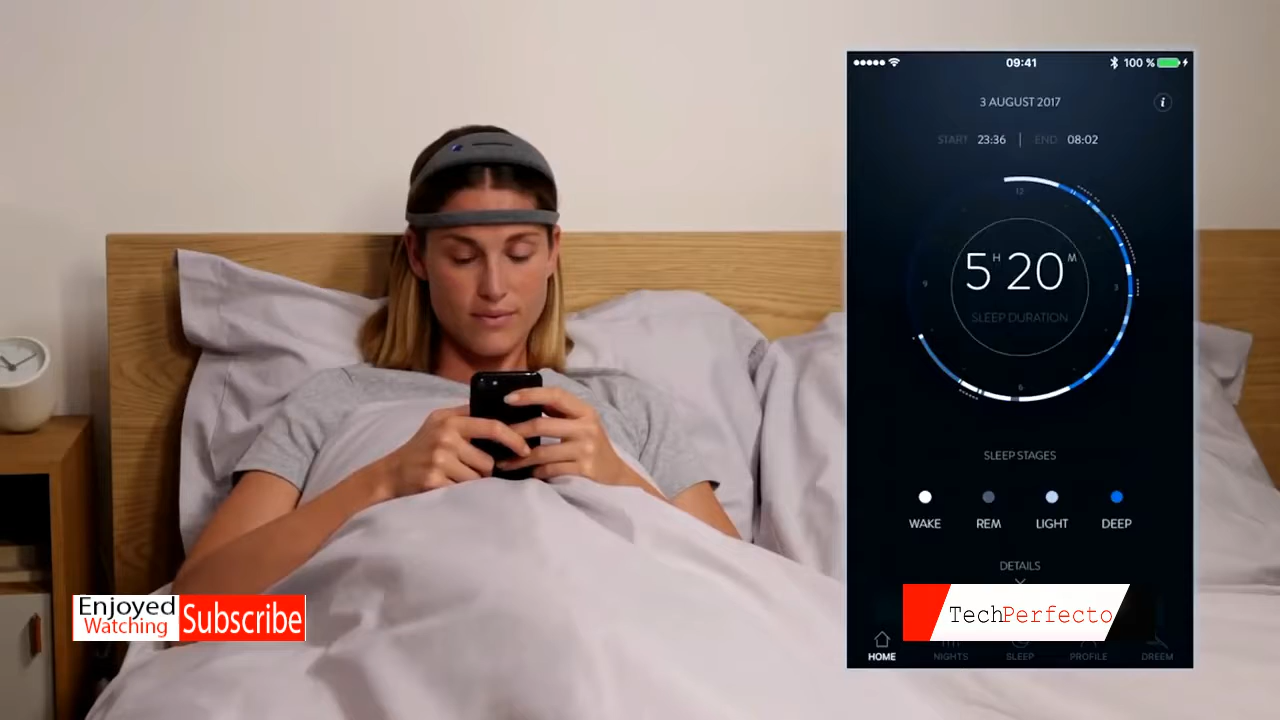 09:41
100 %
3 AUGUST 2017
i
START 23:36 | END 08:02
12
9
3
5 H 20 M
SLEEP DURATION
6
SLEEP STAGES
WAKE REM LIGHT DEEP
DETAILS
Enjoyed
Watching
Subscribe
TechPerfecto
HOME NIGHTS SLEEP PROFILE DREEM